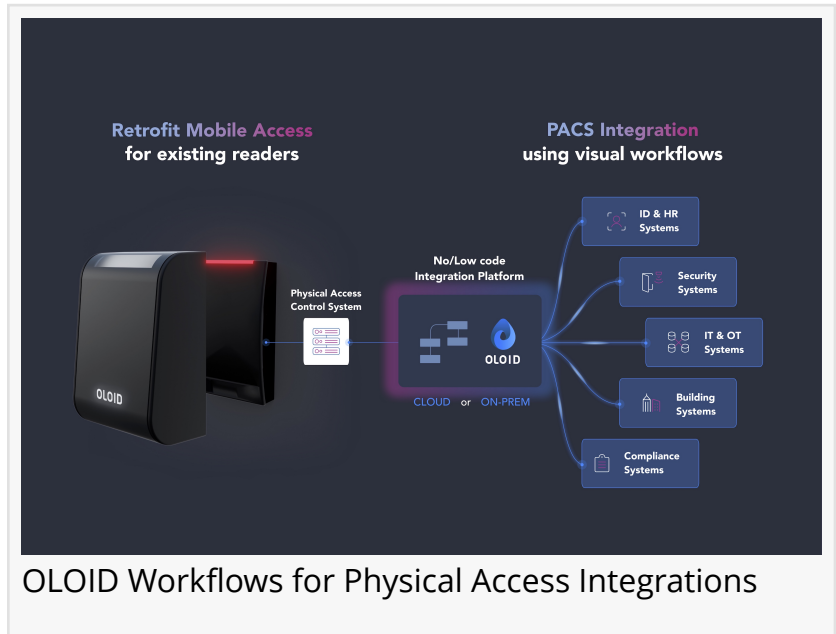 Retrofit Mobile Access
for existing readers
PACS Integration
using visual workflows
OLOID
Physical Access
Control System
No/Low code
Integration Platform
OLOID
CLOUD or ON-PREM
ID & HR
Systems
Security
Systems
IT & OT
Systems
Building
Systems
Compliance
Systems
OLOID Workflows for Physical Access Integrations